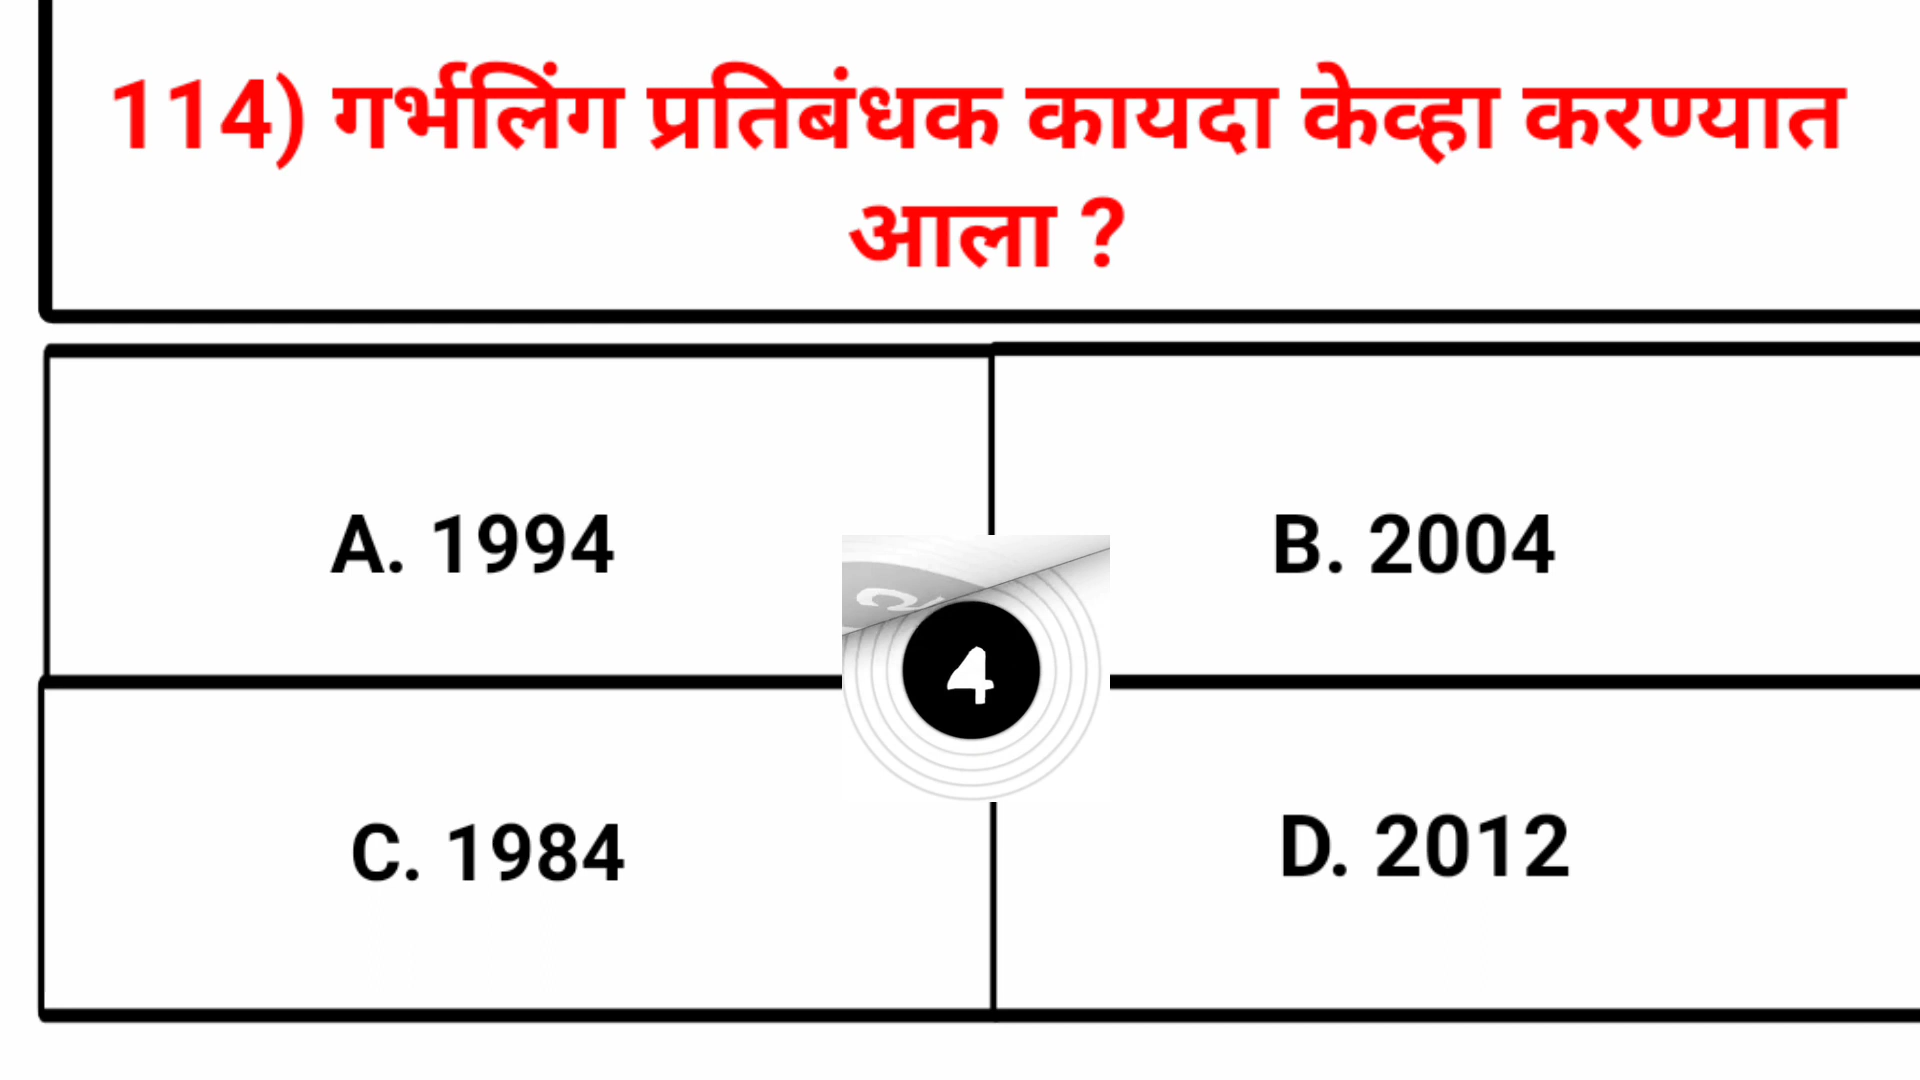 114) गर्भलिंग प्रतिबंधक कायदा केव्हा करण्यात
आला ?
A. 1994
B. 2004
4
C. 1984
D. 2012